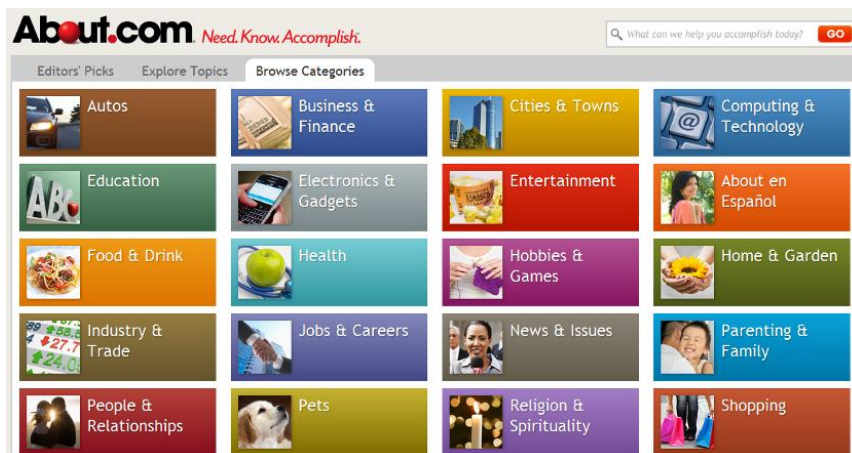 About.com Need. Know. Accomplish.
What can we help you accomplish today? GO
Editors' Picks Explore Topics Browse Categories
Autos
Business &
Finance
Cities & Towns
Computing &
Technology
Education
Electronics &
Gadgets
Entertainment
About en
Español
Food & Drink
Health
Hobbies &
Games
Home & Garden
Industry &
Trade
Jobs & Careers
News & Issues
Parenting &
Family
People &
Relationships
Pets
Religion &
Spirituality
Shopping